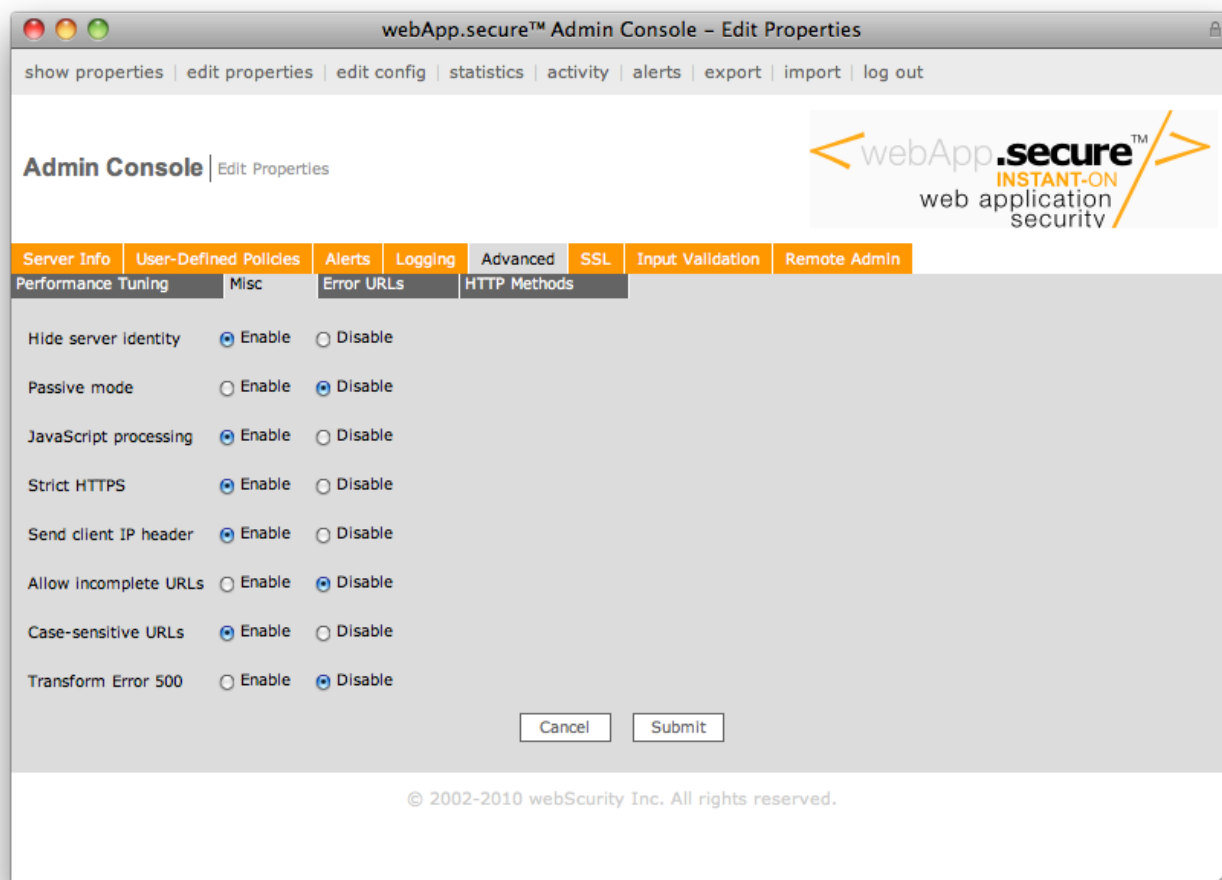 webApp.secure™ Admin Console – Edit Properties
show properties | edit properties | edit config | statistics | activity | alerts | export | import | log out
Admin Console | Edit Properties
<webApp.secure™/>
INSTANT-ON
web application
security
Server Info User-Defined Policies Alerts Logging Advanced SSL Input Validation Remote Admin
Performance Tuning Misc Error URLs HTTP Methods
Hide server identity Enable Disable
Passive mode Enable Disable
JavaScript processing Enable Disable
Strict HTTPS Enable Disable
Send client IP header Enable Disable
Allow incomplete URLs Enable Disable
Case-sensitive URLs Enable Disable
Transform Error 500 Enable Disable
Cancel Submit
© 2002-2010 webScurity Inc. All rights reserved.